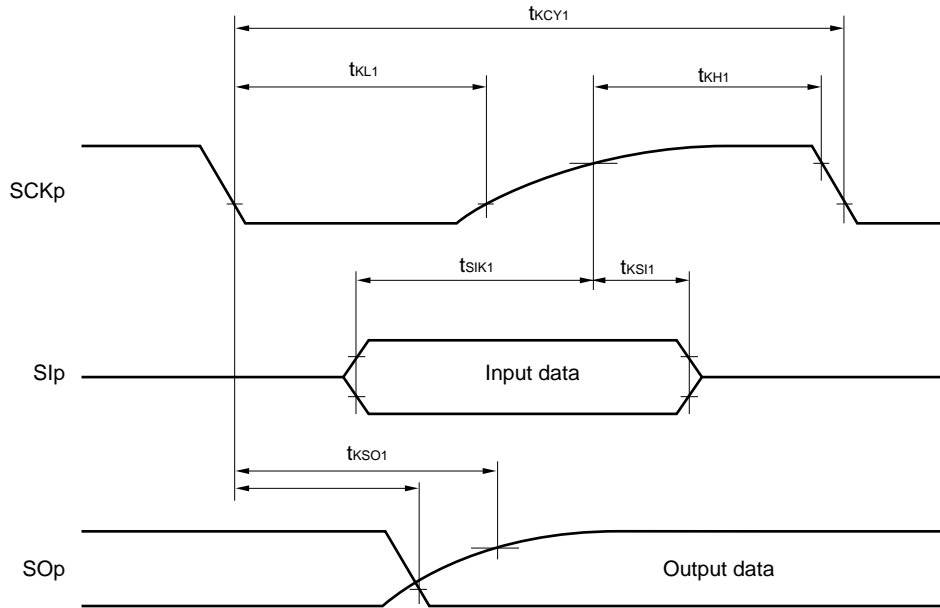 tKCY1
tKL1
tKH1
SCKp
tSIK1
tKSI1
SIp
Input data
tKSO1
SOp
Output data